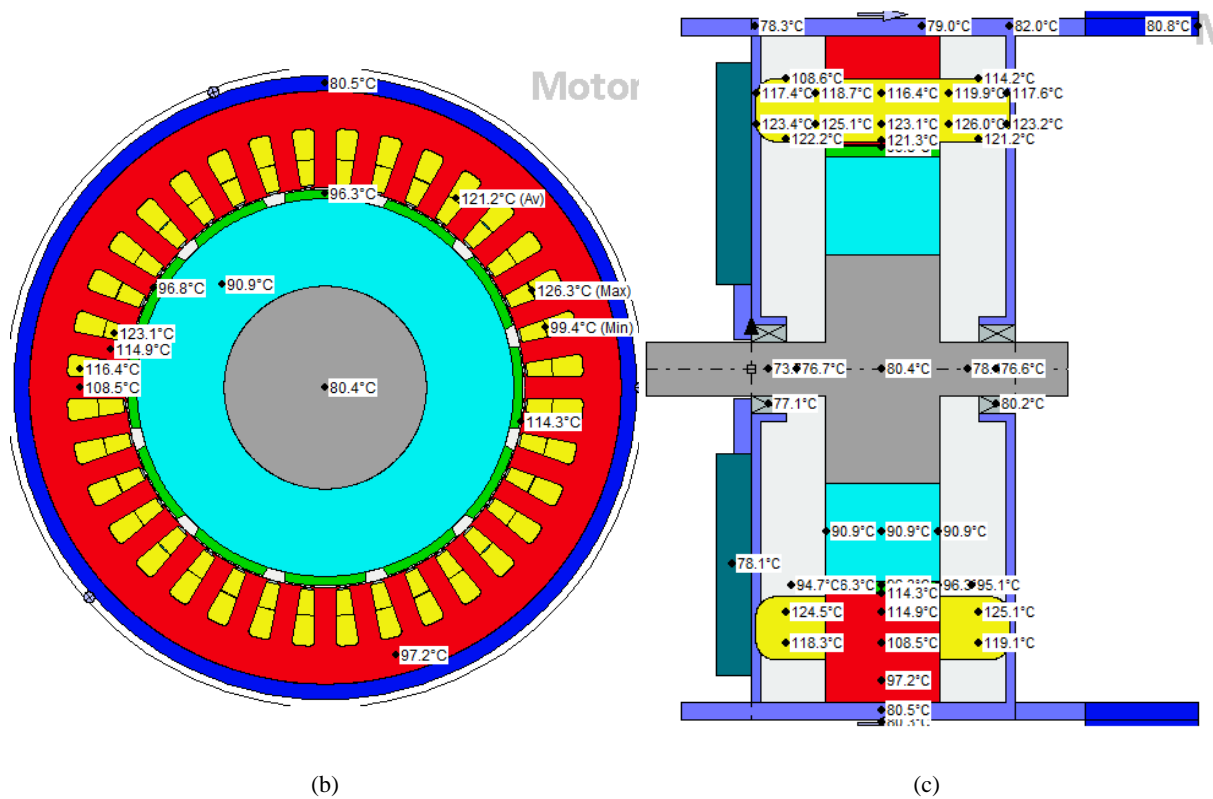 Motor
80.5°C
96.3°C
121.2°C (Av)
96.8°C
90.9°C
126.3°C (Max)
99.4°C (Min)
123.1°C
114.9°C
116.4°C
108.5°C
80.4°C
114.3°C
97.2°C
(b)
M
78.3°C 79.0°C 82.0°C 80.8°C
108.6°C 114.2°C
117.4°C 118.7°C 116.4°C 119.9°C 117.6°C
123.4°C 125.1°C 123.1°C 126.0°C 123.2°C
122.2°C 121.3°C 121.2°C
76.7°C 80.4°C 76.6°C
77.1°C 80.2°C
90.9°C 90.9°C 90.9°C
78.1°C
94.7°C 6.3°C 96.3 95.1°C
114.3°C
124.5°C 114.9°C 125.1°C
118.3°C 108.5°C 119.1°C
97.2°C
80.5°C
(c)